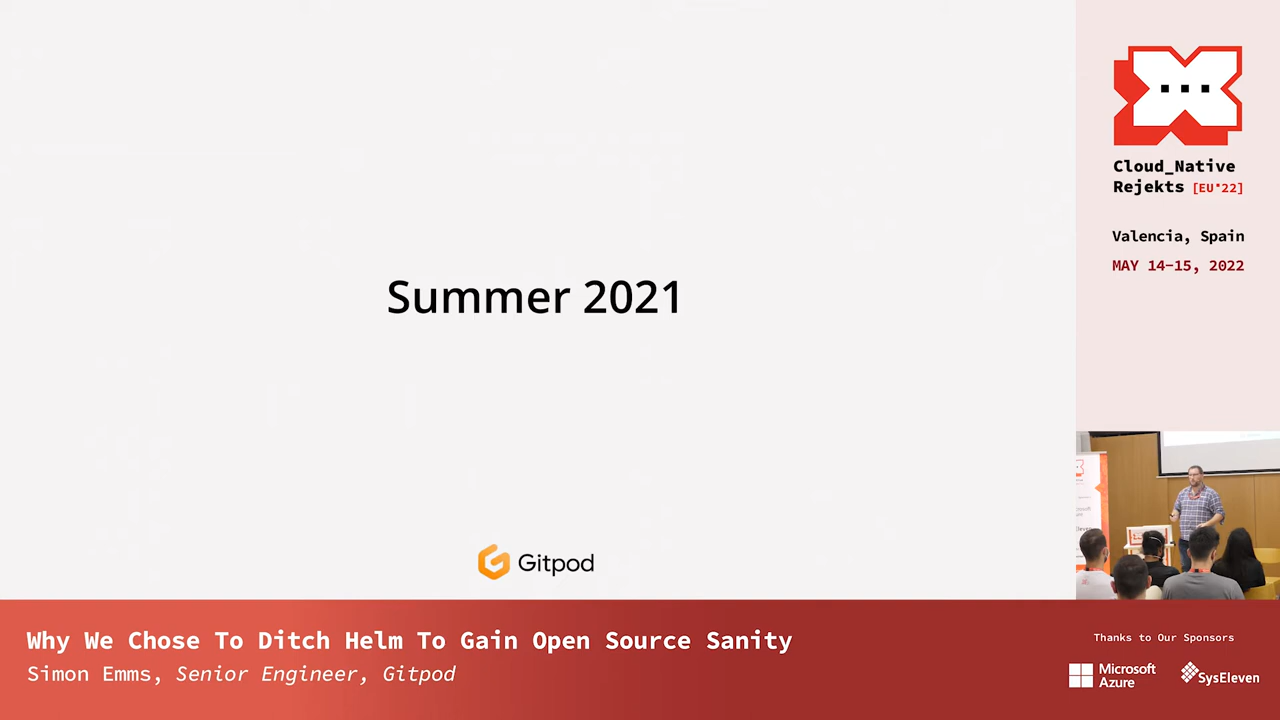 Summer 2021
Gitpod
Cloud_Native
Rejekts [EU*22]
Valencia, Spain
MAY 14-15, 2022
Why We Chose To Ditch Helm To Gain Open Source Sanity
Simon Emms, Senior Engineer, Gitpod
Thanks to Our Sponsors
Microsoft
Azure
SysEleven